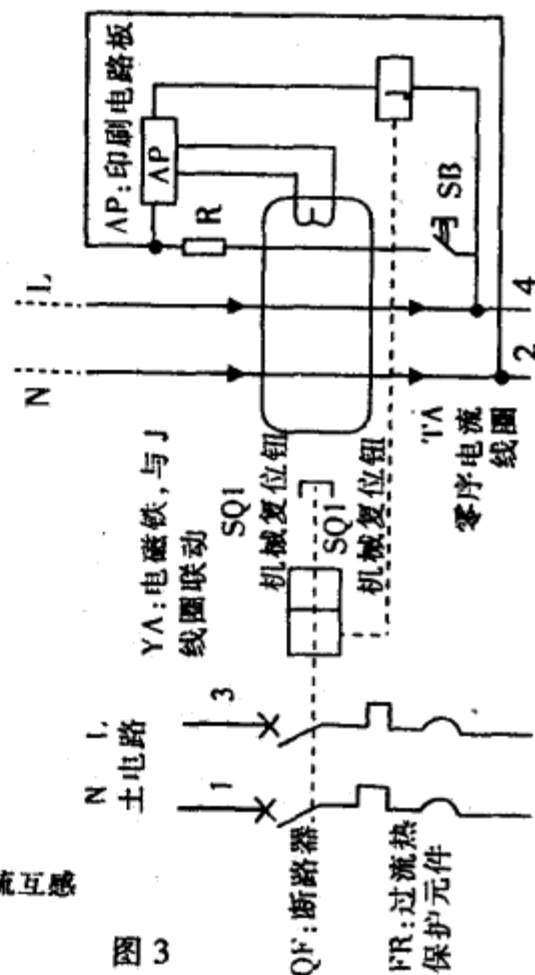 AP:印刷电路板
AP
R
J
SB
L
N
4
2
TA
零序电流
线圈
YA:电磁铁,与J
线圈联动
SQ1
机械复位钮
SQ1
机械复位钮
L
3
N
1
土电路
QF:断路器
FR:过流热
保护元件
流互感
图3